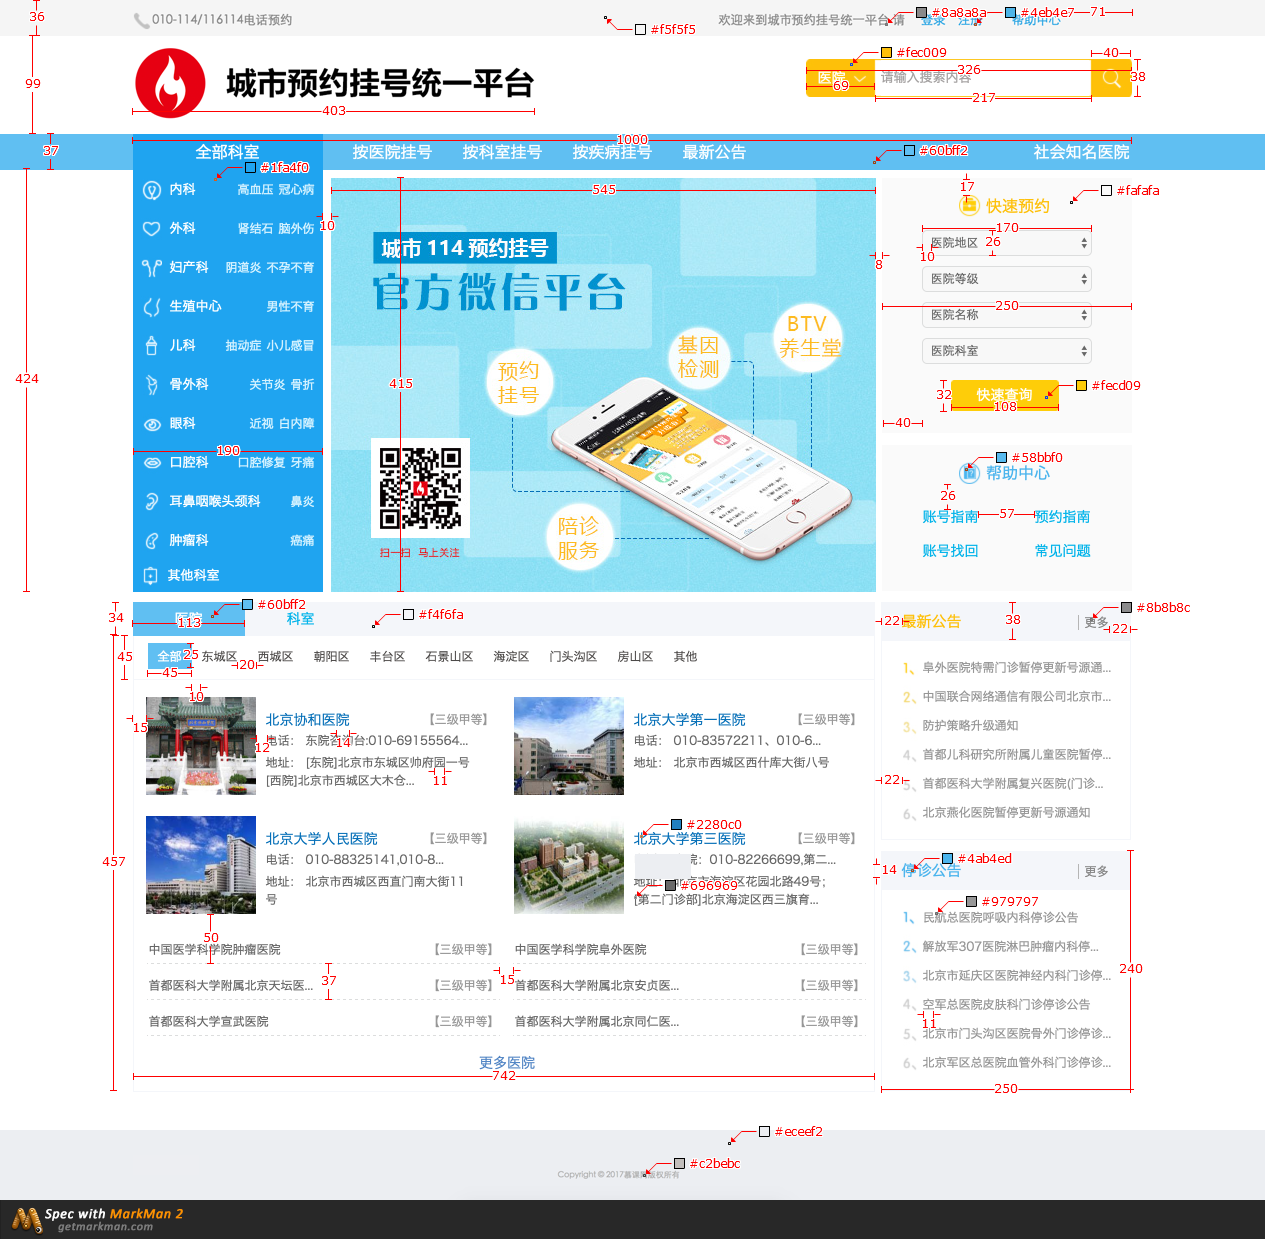 36
010-114/116114电话预约
#f5f5f5
欢迎来到城市预约挂号统一平台 请
登录
#8a8a8a
#4eb4e7
帮助中心
71
99
城市预约挂号统一平台
403
#fec009
医院
请输入搜索内容
326
69
217
40
38
37
全部科室
按医院挂号
按科室挂号
按疾病挂号
最新公告
社会知名医院
1000
#60bff2
#1fa4f0
424
内科 高血压 冠心病
外科 肾结石 脑外伤
妇产科 阴道炎 不孕不育
生殖中心 男性不育
儿科 抽动症 小儿感冒
骨外科 关节炎 骨折
眼科 近视 白内障
190
口腔科 口腔修复 牙痛
耳鼻咽喉头颈科 鼻炎
肿瘤科 癌痛
其他科室
545
10
415
城市 114 预约挂号
官方微信平台
预约
挂号
基因
检测
BTV
养生堂
陪诊
服务
扫一扫 马上关注
8
17
#fafafa
快速预约
170
26
10
医院地区
医院等级
250
医院名称
医院科室
32
快速查询
#fecd09
108
40
#58bbf0
帮助中心
26
57
账号指南 预约指南
账号找回 常见问题
34
医院
科室
#60bff2
#f4f6fa
113
45
全部 东城区 西城区 朝阳区 丰台区 石景山区 海淀区 门头沟区 房山区 其他
25
20
45
10
15
12
14
11
北京协和医院 【三级甲等】
电话: 东院咨询台:010-69155564...
地址: [东院]北京市东城区帅府园一号
[西院]北京市西城区大木仓...
北京大学第一医院 【三级甲等】
电话: 010-83572211、010-6...
地址: 北京市西城区西什库大街八号
北京大学人民医院 【三级甲等】
电话: 010-88325141,010-8...
地址: 北京市西城区西直门南大街11
号
#2280c0
北京大学第三医院 【三级甲等】
院: 010-82266699,第二...
地址: 北京市海淀区花园北路49号;
#696969
[第二门诊部]北京海淀区西三旗育...
457
50
中国医学科学院肿瘤医院 【三级甲等】
中国医学科学院阜外医院 【三级甲等】
37
15
首都医科大学附属北京天坛医... 【三级甲等】
首都医科大学附属北京安贞医... 【三级甲等】
首都医科大学宣武医院 【三级甲等】
首都医科大学附属北京同仁医... 【三级甲等】
更多医院
742
22
最新公告
38
更多
#8b8b8c
22
1、阜外医院特需门诊暂停更新号源通...
2、中国联合网络通信有限公司北京市...
3、防护策略升级通知
4、首都儿科研究所附属儿童医院暂停...
22
5、首都医科大学附属复兴医院(门诊...
6、北京燕化医院暂停更新号源通知
14
停诊公告
#4ab4ed
更多
#979797
1、民航总医院呼吸内科停诊公告
2、解放军307医院淋巴肿瘤内科停...
240
3、北京市延庆区医院神经内科门诊停...
4、空军总医院皮肤科门诊停诊公告
11
5、北京市门头沟区医院骨外门诊停诊...
6、北京军区总医院血管外科门诊停诊...
250
#eceef2
#c2bebc
Copyright © 2017慕课网版权所有
Spec with MarkMan 2
getmarkman.com